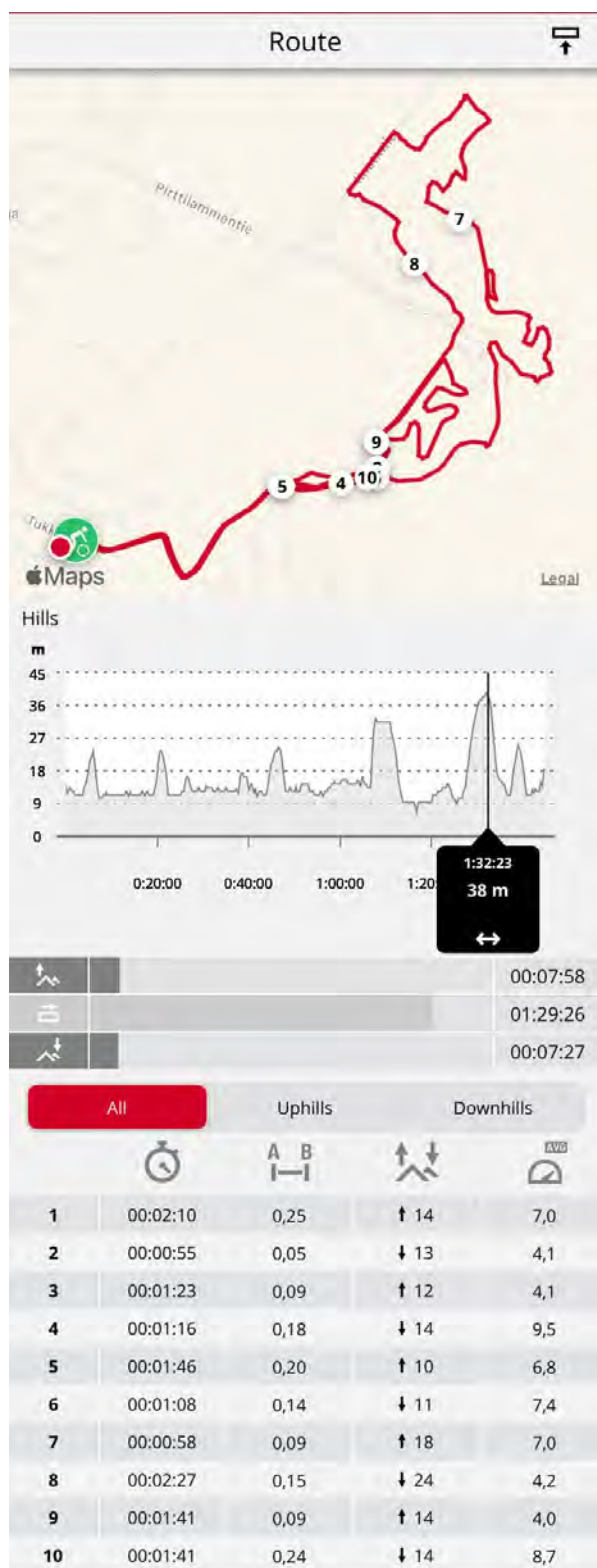 Route
Pirttilammentie
7
8
9
5
4
10
Tukk
Maps
Legal
Hills
m
45
36
27
18
9
0
0:20:00 0:40:00 1:00:00 1:20:
1:32:23
38 m
00:07:58
01:29:26
00:07:27
All Uphills Downhills
A B AVG
1 00:02:10 0,25 ↑ 14 7,0
2 00:00:55 0,05 ↓ 13 4,1
3 00:01:23 0,09 ↑ 12 4,1
4 00:01:16 0,18 ↓ 14 9,5
5 00:01:46 0,20 ↑ 10 6,8
6 00:01:08 0,14 ↓ 11 7,4
7 00:00:58 0,09 ↑ 18 7,0
8 00:02:27 0,15 ↓ 24 4,2
9 00:01:41 0,09 ↑ 14 4,0
10 00:01:41 0,24 ↓ 14 8,7